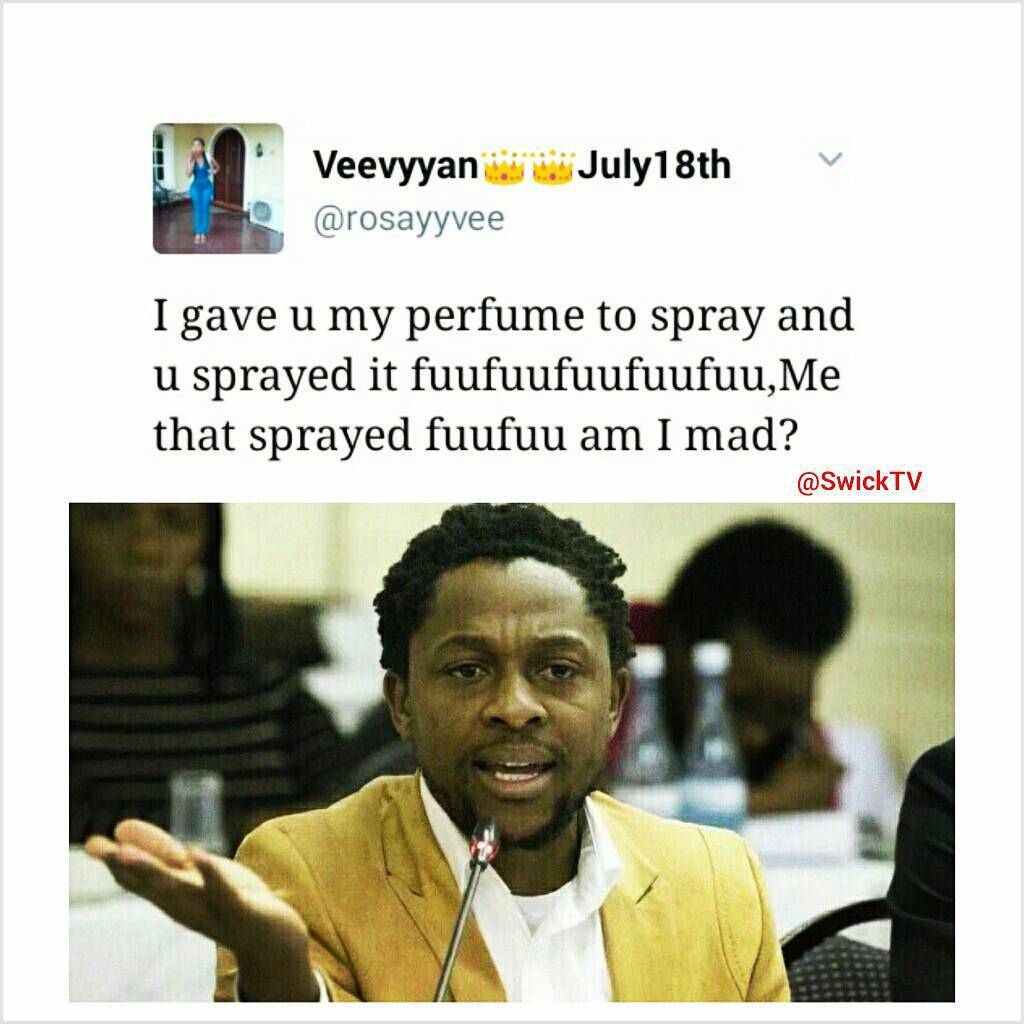 Veevyyan👑👑July18th
@rosayyvee
I gave u my perfume to spray and
u sprayed it fuufuufuufuufuu,Me
that sprayed fuufuu am I mad?
@SwickTV